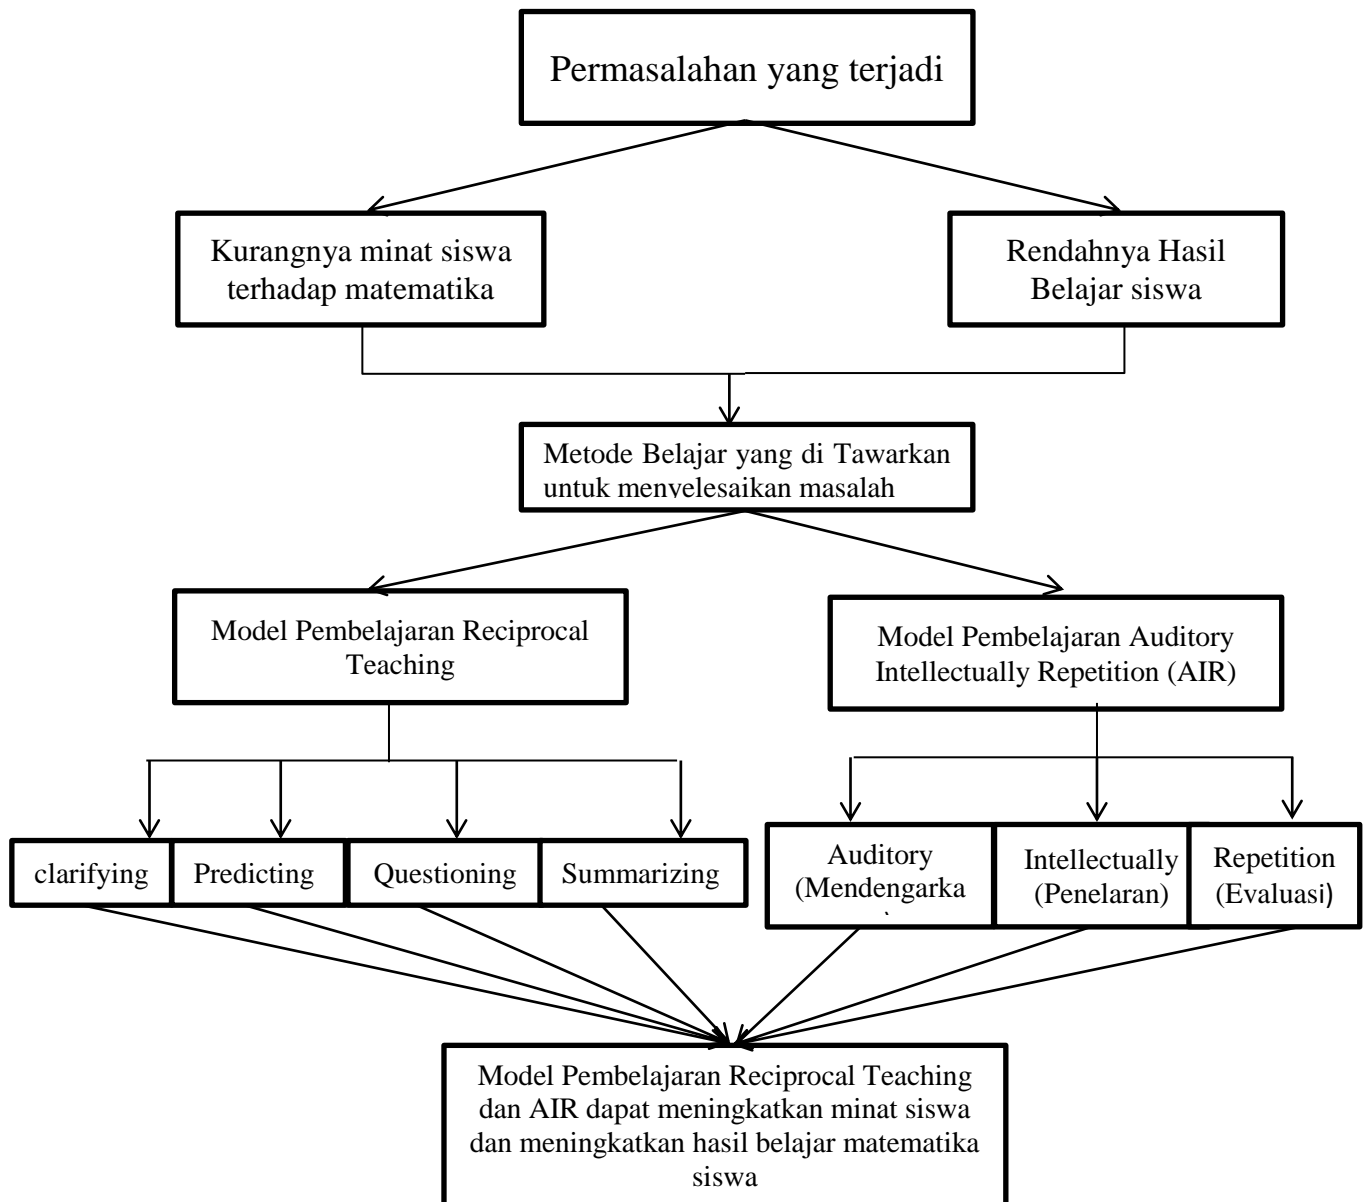 Permasalahan yang terjadi
Kurangnya minat siswa
terhadap matematika
Rendahnya Hasil
Belajar siswa
Metode Belajar yang di Tawarkan
untuk menyelesaikan masalah
Model Pembelajaran Reciprocal
Teaching
Model Pembelajaran Auditory
Intellectually Repetition (AIR)
clarifying
Predicting
Questioning
Summarizing
Auditory
(Mendengarka
Intellectually
(Penelaran)
Repetition
(Evaluasi)
Model Pembelajaran Reciprocal Teaching
dan AIR dapat meningkatkan minat siswa
dan meningkatkan hasil belajar matematika
siswa